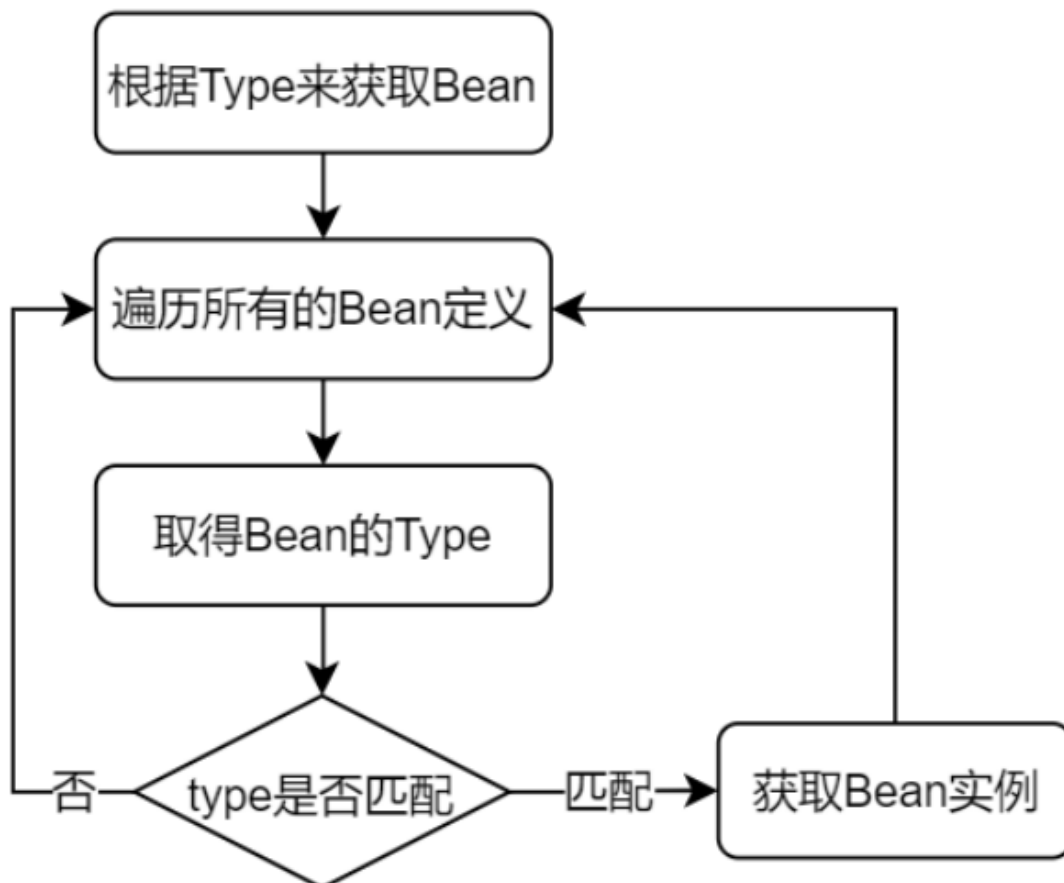 根据Type来获取Bean
遍历所有的Bean定义
取得Bean的Type
否
type是否匹配
匹配
获取Bean实例